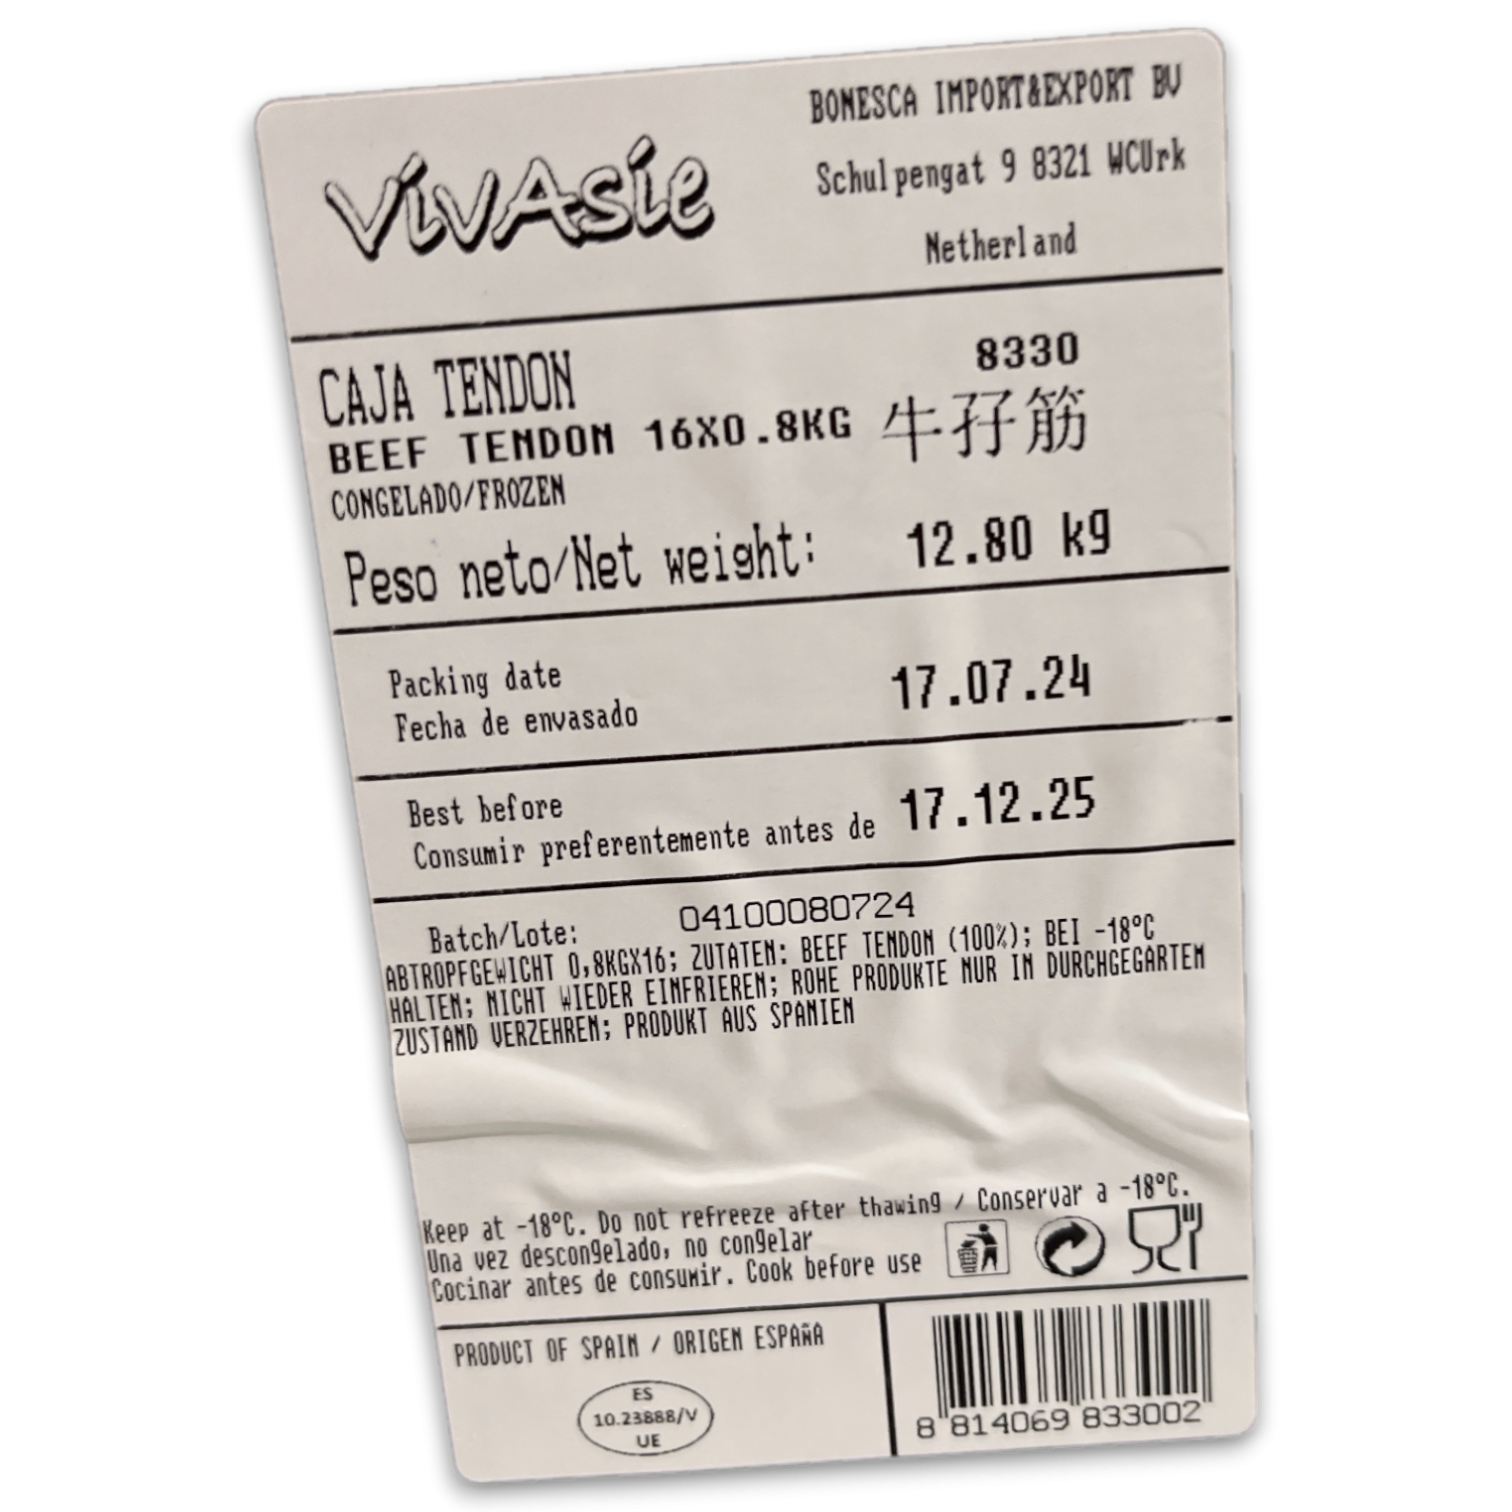 VivAsie
BONESCA IMPORT&EXPORT BV
Schulpengat 9 8321 WCUrk
Netherland
CAJA TENDON
8330
BEEF TENDON 16X0.8KG 牛孖筋
CONGELADO/FROZEN
Peso neto/Net weight: 12.80 kg
Packing date
Fecha de envasado
17.07.24
Best before
Consumir preferentemente antes de
17.12.25
Batch/Lote: 04100080724
ABTROPFGEWICHT 0,8KGX16; ZUTATEN: BEEF TENDON (100%); BEI -18°C
HALTEN; NICHT WIEDER EINFRIEREN; ROHE PRODUKTE NUR IN DURCHGEGARTEM
ZUSTAND VERZEHREN; PRODUKT AUS SPANIEN
Keep at -18°C. Do not refreeze after thawing / Conservar a -18°C.
Una vez descongelado, no congelar
Cocinar antes de consumir. Cook before use
PRODUCT OF SPAIN / ORIGEN ESPAÑA
ES
10.23888/V
UE
8 814069 833002